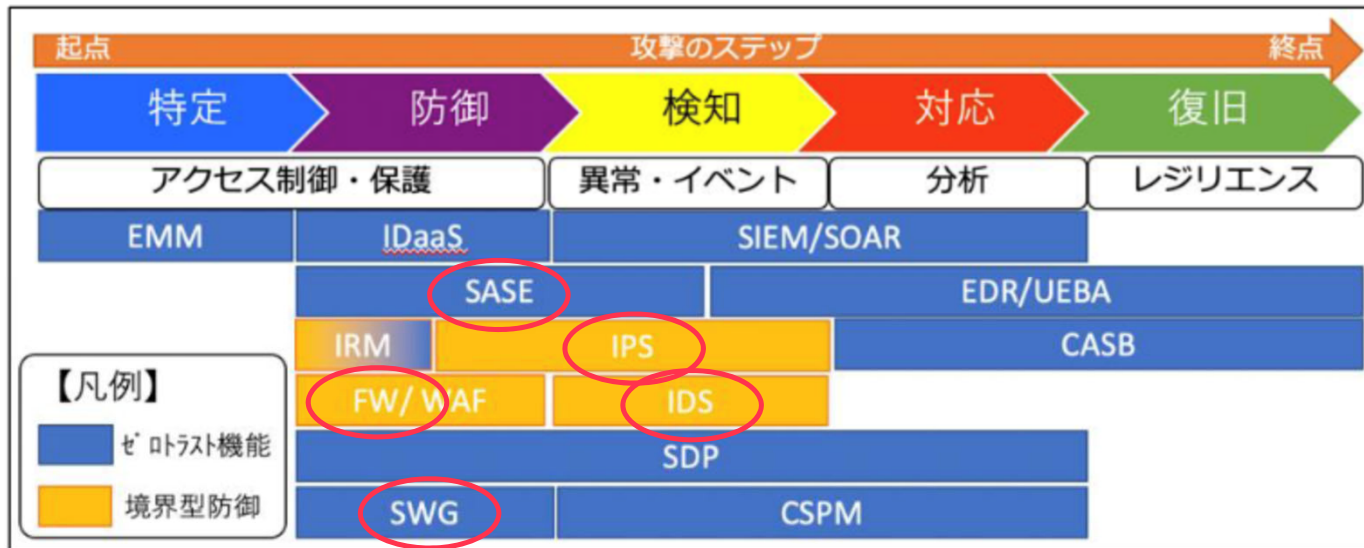 起点 攻撃のステップ 終点
特定 防御 検知 対応 復旧
アクセス制御・保護 異常・イベント 分析 レジリエンス
EMM IDaaS SIEM/SOAR
SASE EDR/UEBA
IRM IPS CASB
FW/ WAF IDS
SDP
SWG CSPM
【凡例】
ｾﾞﾛﾄﾗｽﾄ機能
境界型防御